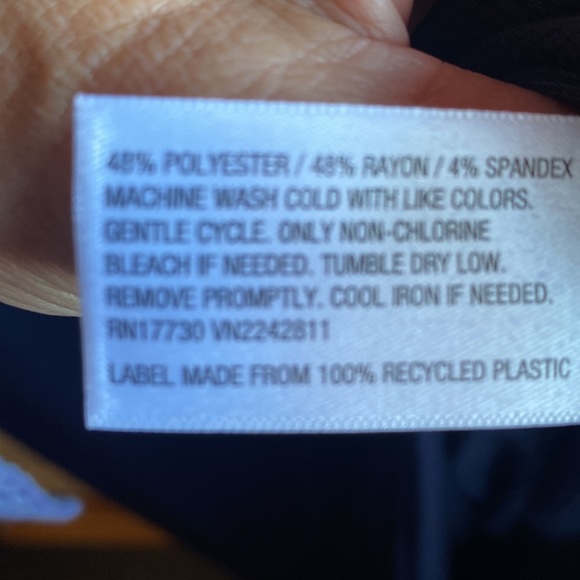 48% POLYESTER / 48% RAYON / 4% SPANDEX
MACHINE WASH COLD WITH LIKE COLORS.
GENTLE CYCLE. ONLY NON-CHLORINE
BLEACH IF NEEDED. TUMBLE DRY LOW.
REMOVE PROMPTLY. COOL IRON IF NEEDED.
RN17730 VN2242811
LABEL MADE FROM 100% RECYCLED PLASTIC